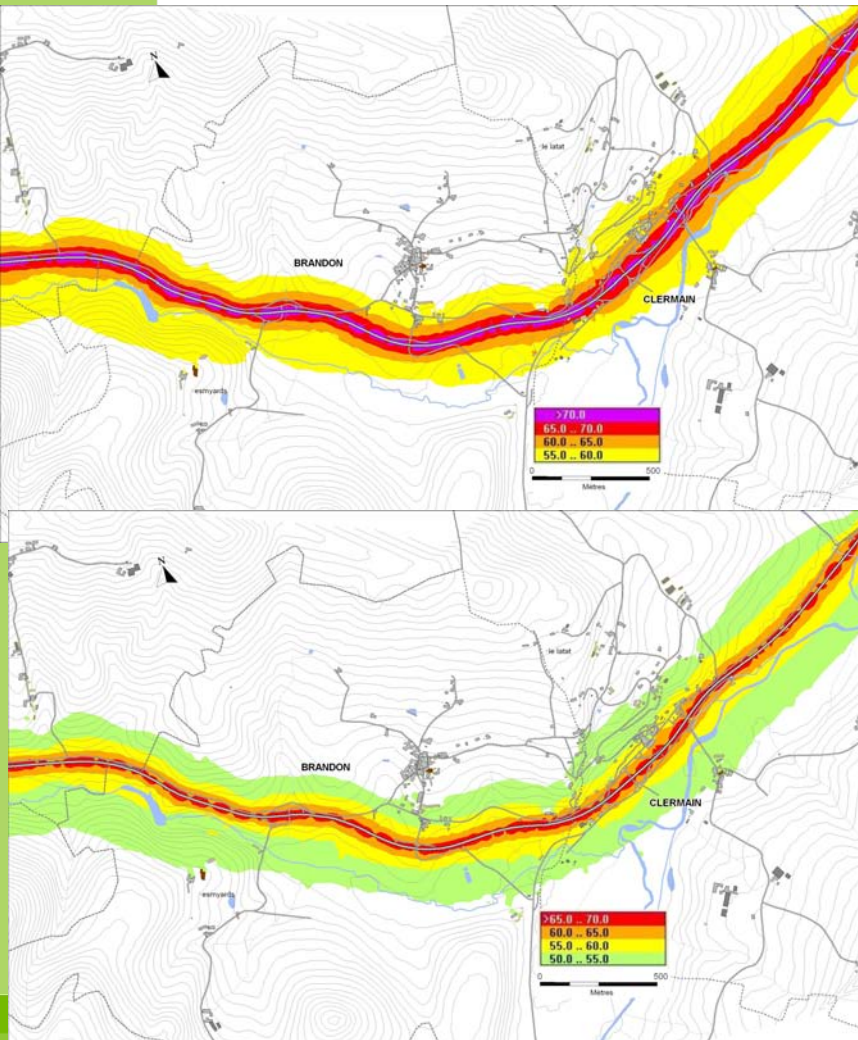 N
le latat
BRANDON
CLERMAIN
esmyards
>70.0
65.0 .. 70.0
60.0 .. 65.0
55.0 .. 60.0
0 500
Mètres
N
le latat
BRANDON
CLERMAIN
esmyards
>65.0 .. 70.0
60.0 .. 65.0
55.0 .. 60.0
50.0 .. 55.0
0 500
Mètres